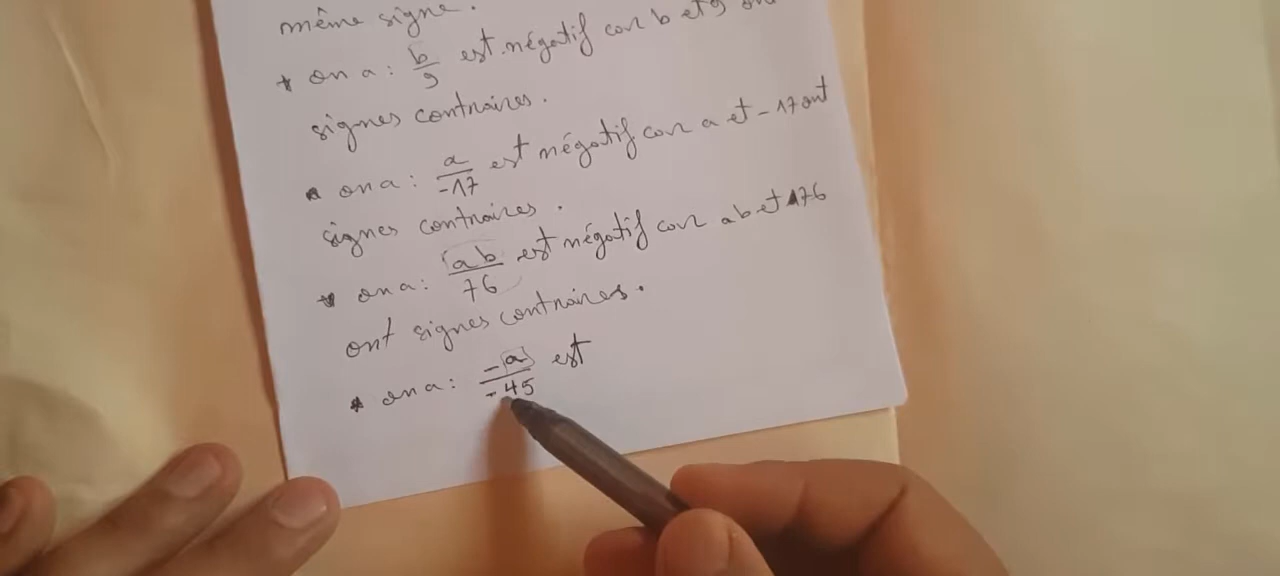 même signe.
* on a : b/9 est négatif car b et 9 ont
signes contraires.
* on a : a/-17 est négatif car a et -17 ont
signes contraires.
* on a : ab/76 est négatif car ab et 76
ont signes contraires.
* on a : -a/-45 est